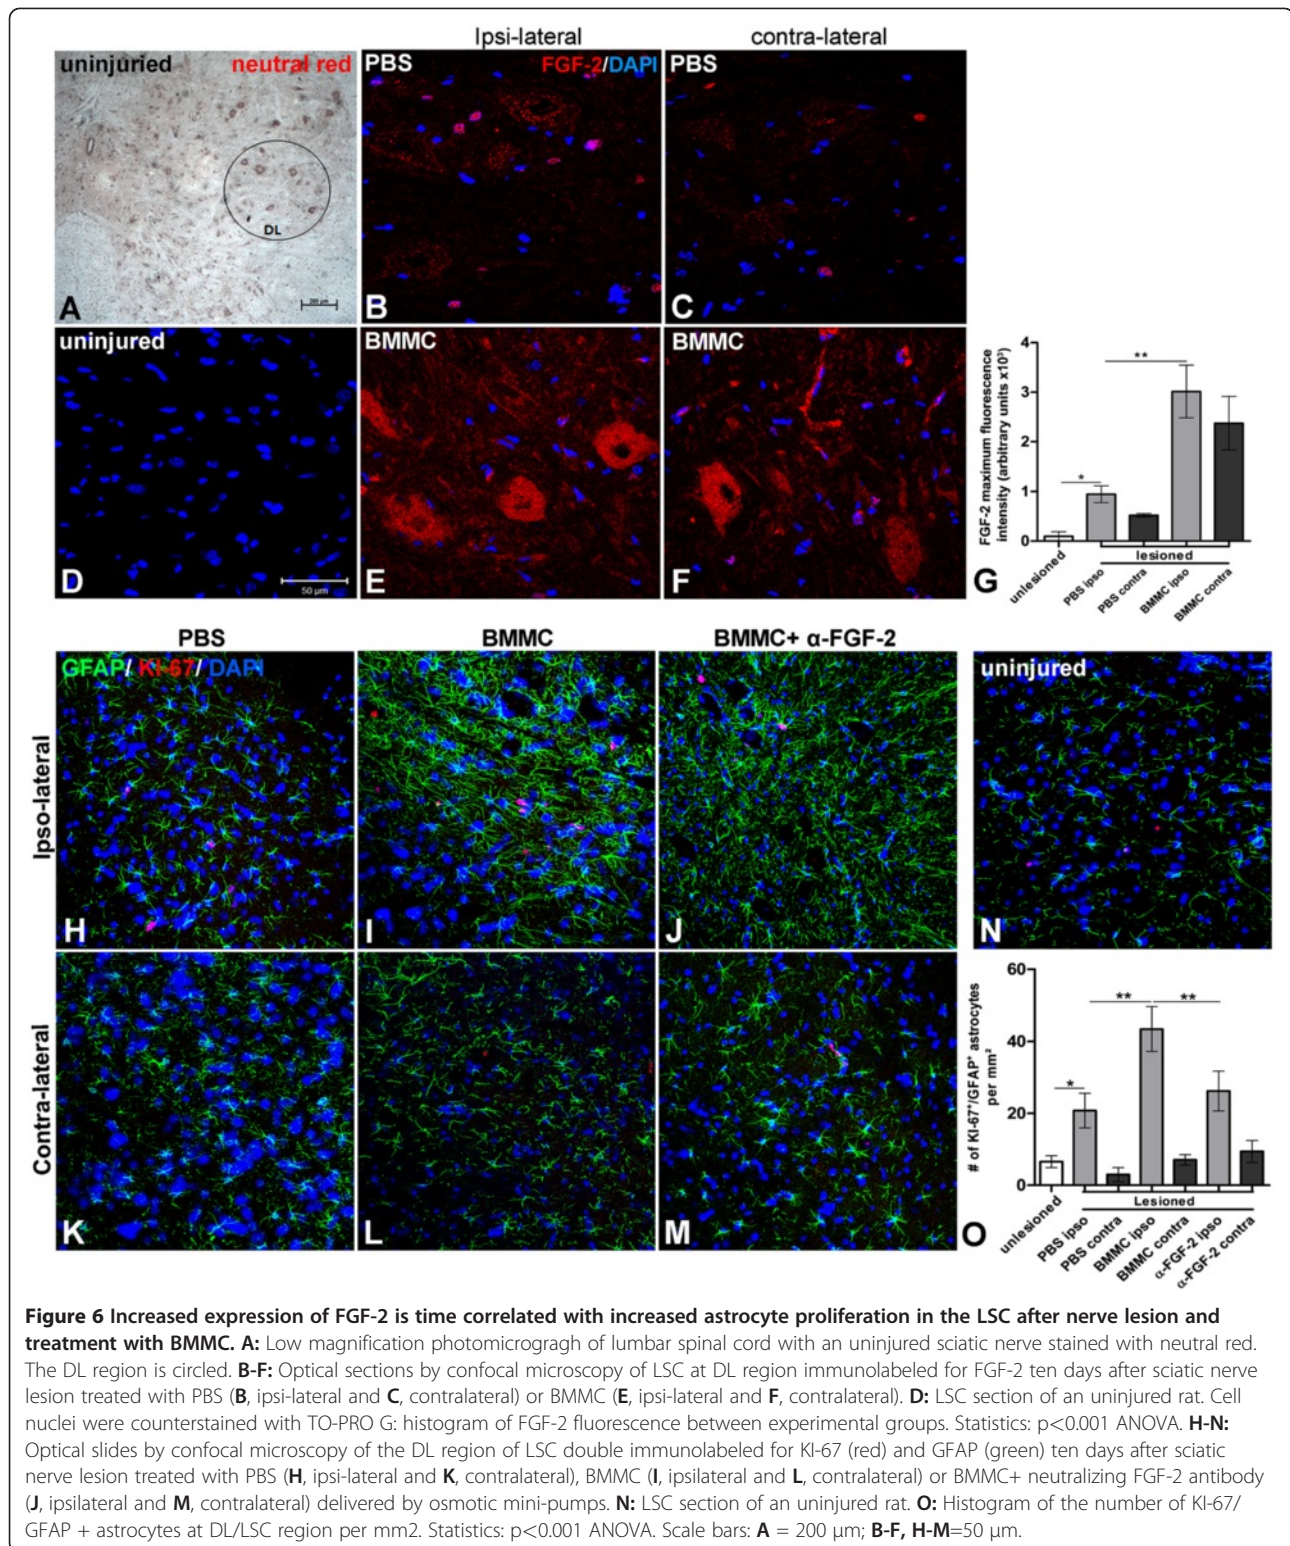 Ipsi-lateral
contra-lateral
uninjuried
neutral red
DL
200 µm
A
PBS
FGF-2/DAPI
B
PBS
C
uninjured
50 µm
D
BMMC
E
BMMC
F
FGF-2 maximum fluorescence
intensity (arbitrary units x10³)
4
3
2
1
0
*
**
lesioned
unlesioned
PBS ipso
PBS contra
BMMC ipso
BMMC contra
G
PBS
BMMC
BMMC+ α-FGF-2
Ipso-lateral
GFAP/ KI-67/ DAPI
H
I
J
uninjured
N
Contra-lateral
K
L
M
# of KI-67⁺/GFAP⁺ astrocytes
per mm²
60
40
20
0
*
**
**
Lesioned
unlesioned
PBS ipso
PBS contra
BMMC ipso
BMMC contra
α-FGF-2 ipso
α-FGF-2 contra
O
Figure 6 Increased expression of FGF-2 is time correlated with increased astrocyte proliferation in the LSC after nerve lesion and
treatment with BMMC. A: Low magnification photomicrogragh of lumbar spinal cord with an uninjured sciatic nerve stained with neutral red.
The DL region is circled. B-F: Optical sections by confocal microscopy of LSC at DL region immunolabeled for FGF-2 ten days after sciatic nerve
lesion treated with PBS (B, ipsi-lateral and C, contralateral) or BMMC (E, ipsi-lateral and F, contralateral). D: LSC section of an uninjured rat. Cell
nuclei were counterstained with TO-PRO G: histogram of FGF-2 fluorescence between experimental groups. Statistics: p<0.001 ANOVA. H-N:
Optical slides by confocal microscopy of the DL region of LSC double immunolabeled for KI-67 (red) and GFAP (green) ten days after sciatic
nerve lesion treated with PBS (H, ipsi-lateral and K, contralateral), BMMC (I, ipsilateral and L, contralateral) or BMMC+ neutralizing FGF-2 antibody
(J, ipsilateral and M, contralateral) delivered by osmotic mini-pumps. N: LSC section of an uninjured rat. O: Histogram of the number of KI-67/
GFAP + astrocytes at DL/LSC region per mm2. Statistics: p<0.001 ANOVA. Scale bars: A = 200 µm; B-F, H-M=50 µm.